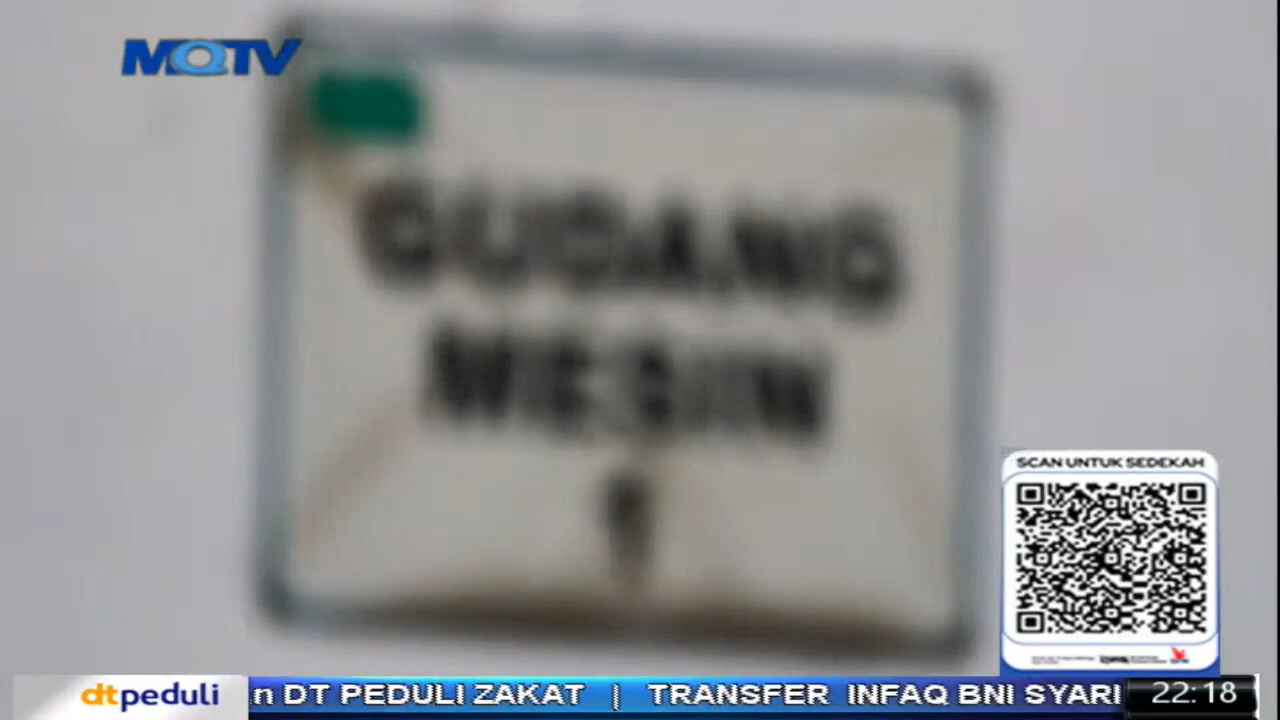 MQTV
GUDANG
MESIN
SCAN UNTUK SEDEKAH
dtpeduli
n DT PEDULI ZAKAT | TRANSFER INFAQ BNI SYARI
22:18